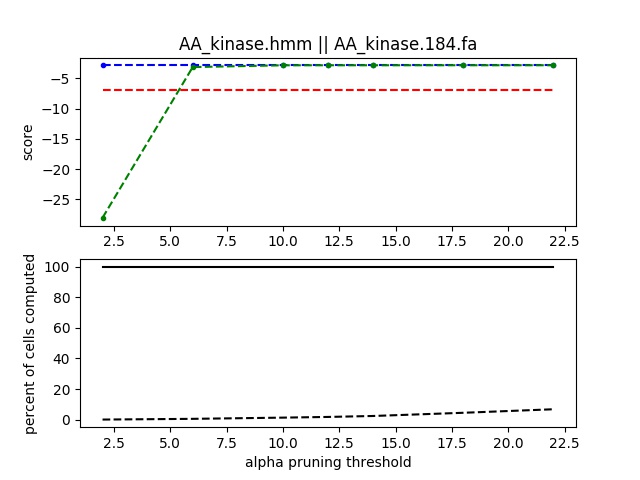 AA_kinase.hmm || AA_kinase.184.fa
score
−5
−10
−15
−20
−25
2.5 5.0 7.5 10.0 12.5 15.0 17.5 20.0 22.5
percent of cells computed
100
80
60
40
20
0
2.5 5.0 7.5 10.0 12.5 15.0 17.5 20.0 22.5
alpha pruning threshold